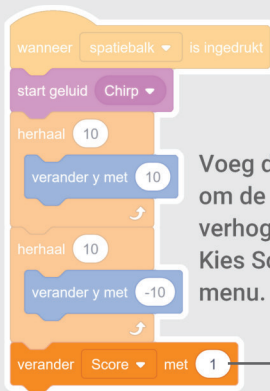 wanneer spatiebalk is ingedrukt
start geluid Chirp
herhaal 10
verander y met 10
herhaal 10
verander y met -10
verander Score met 1
Voeg
om de
verhog
Kies Sc
menu.